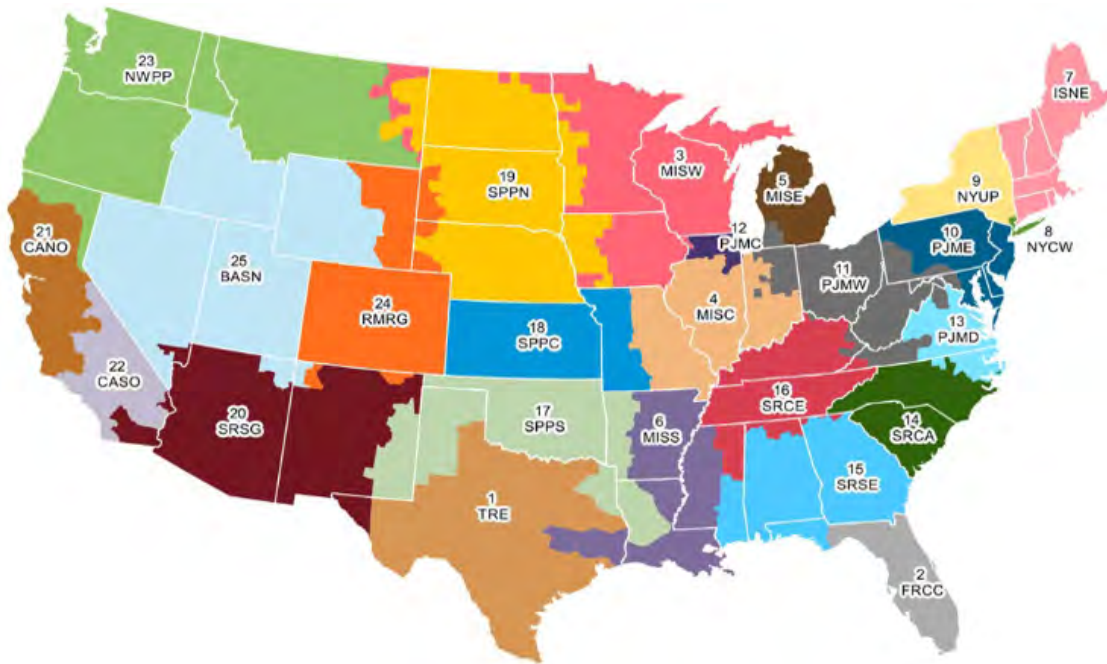 23
NWPP
7
ISNE
3
MISW
19
SPPN
5
MISE
9
NYUP
8
NYCW
12
PJMC
10
PJME
21
CANO
25
BASN
11
PJMW
24
RMRG
4
MISC
18
SPPC
13
PJMD
22
CASO
16
SRCE
20
SRSG
17
SPPS
6
MISS
14
SRCA
15
SRSE
1
TRE
2
FRCC